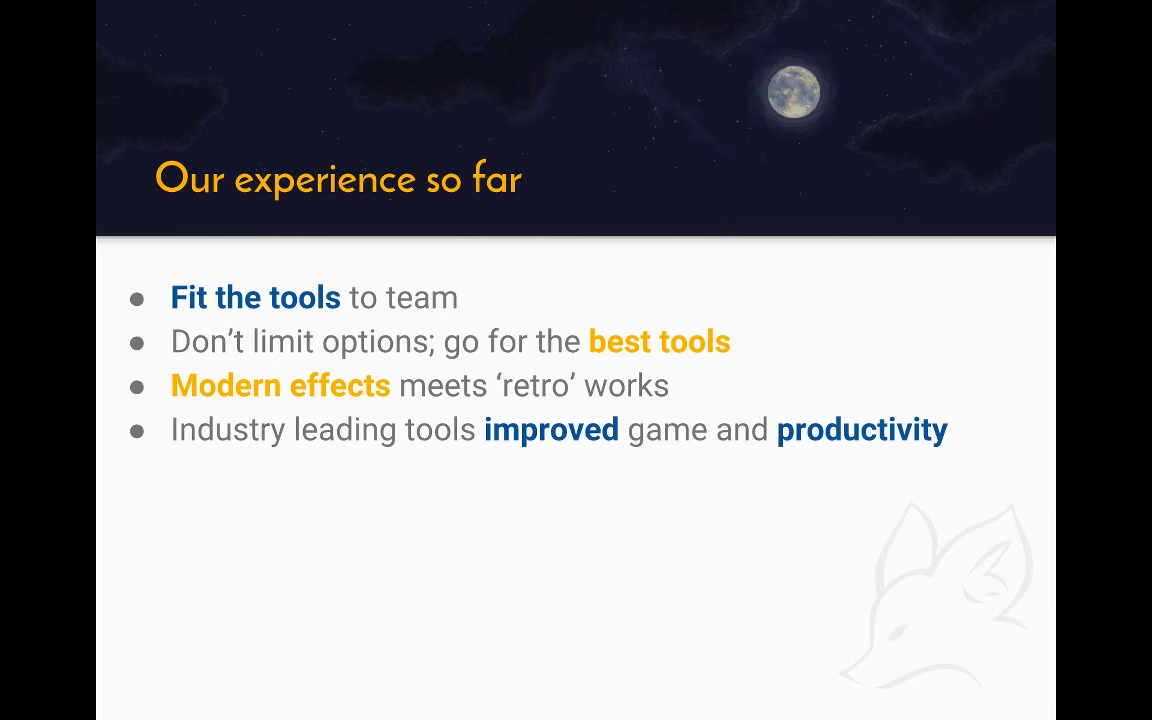 Our experience so far
● Fit the tools to team
● Don’t limit options; go for the best tools
● Modern effects meets ‘retro’ works
● Industry leading tools improved game and productivity